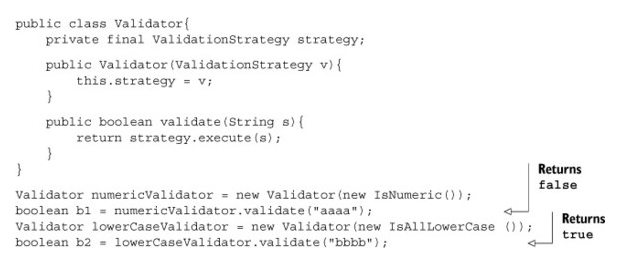 public class Validator{
    private final ValidationStrategy strategy;
    public Validator(ValidationStrategy v){
        this.strategy = v;
    }
    public boolean validate(String s){
        return strategy.execute(s);
    }
}
Validator numericValidator = new Validator(new IsNumeric());
boolean b1 = numericValidator.validate("aaaa");
Returns
false
Validator lowerCaseValidator = new Validator(new IsAllLowerCase ());
boolean b2 = lowerCaseValidator.validate("bbbb");
Returns
true